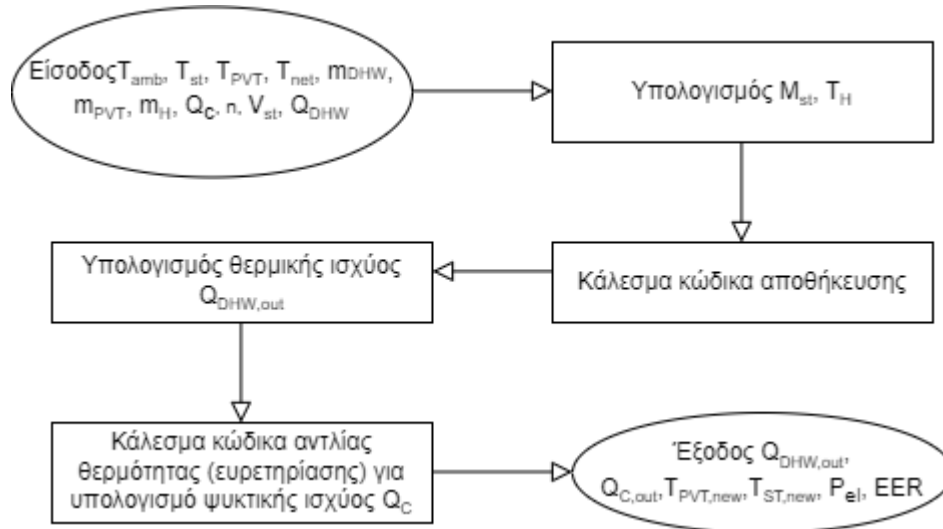 ΕίσοδοςT_amb, T_st, T_PVT, T_net, m_DHW,
m_PVT, m_H, Q_C, n, V_st, Q_DHW
Υπολογισμός M_st, T_H
Υπολογισμός θερμικής ισχύος
Q_DHW,out
Κάλεσμα κώδικα αποθήκευσης
Κάλεσμα κώδικα αντλίας
θερμότητας (ευρετηρίασης) για
υπολογισμό ψυκτικής ισχύος Q_C
Έξοδος Q_DHW,out,
Q_C,out,T_PVT,new,T_ST,new, P_el, EER